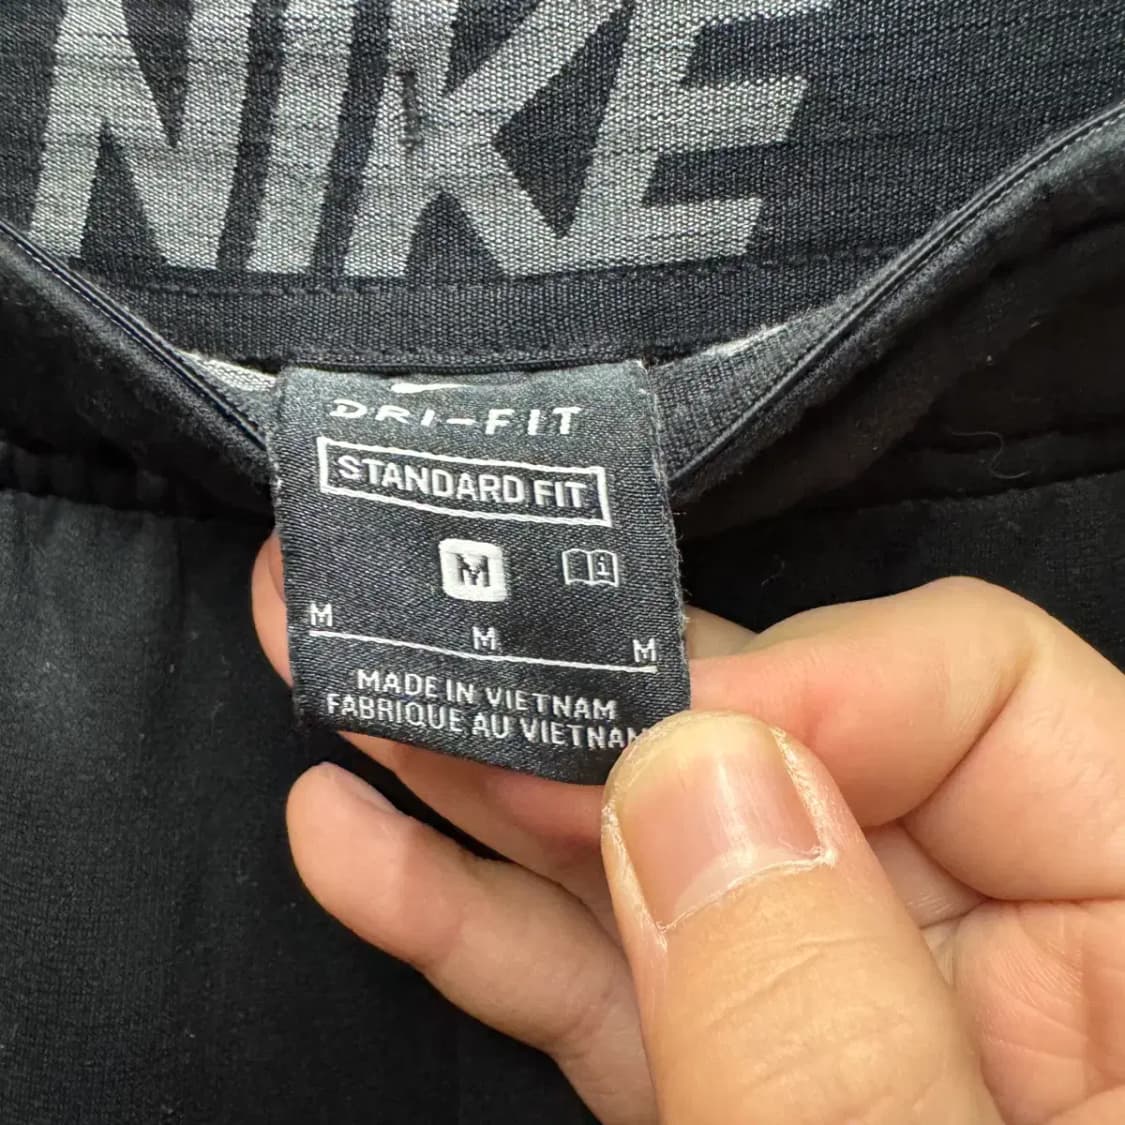 NIKE
DRI-FIT
STANDARD FIT
M
M
M
M
MADE IN VIETNAM
FABRIQUE AU VIETNAM